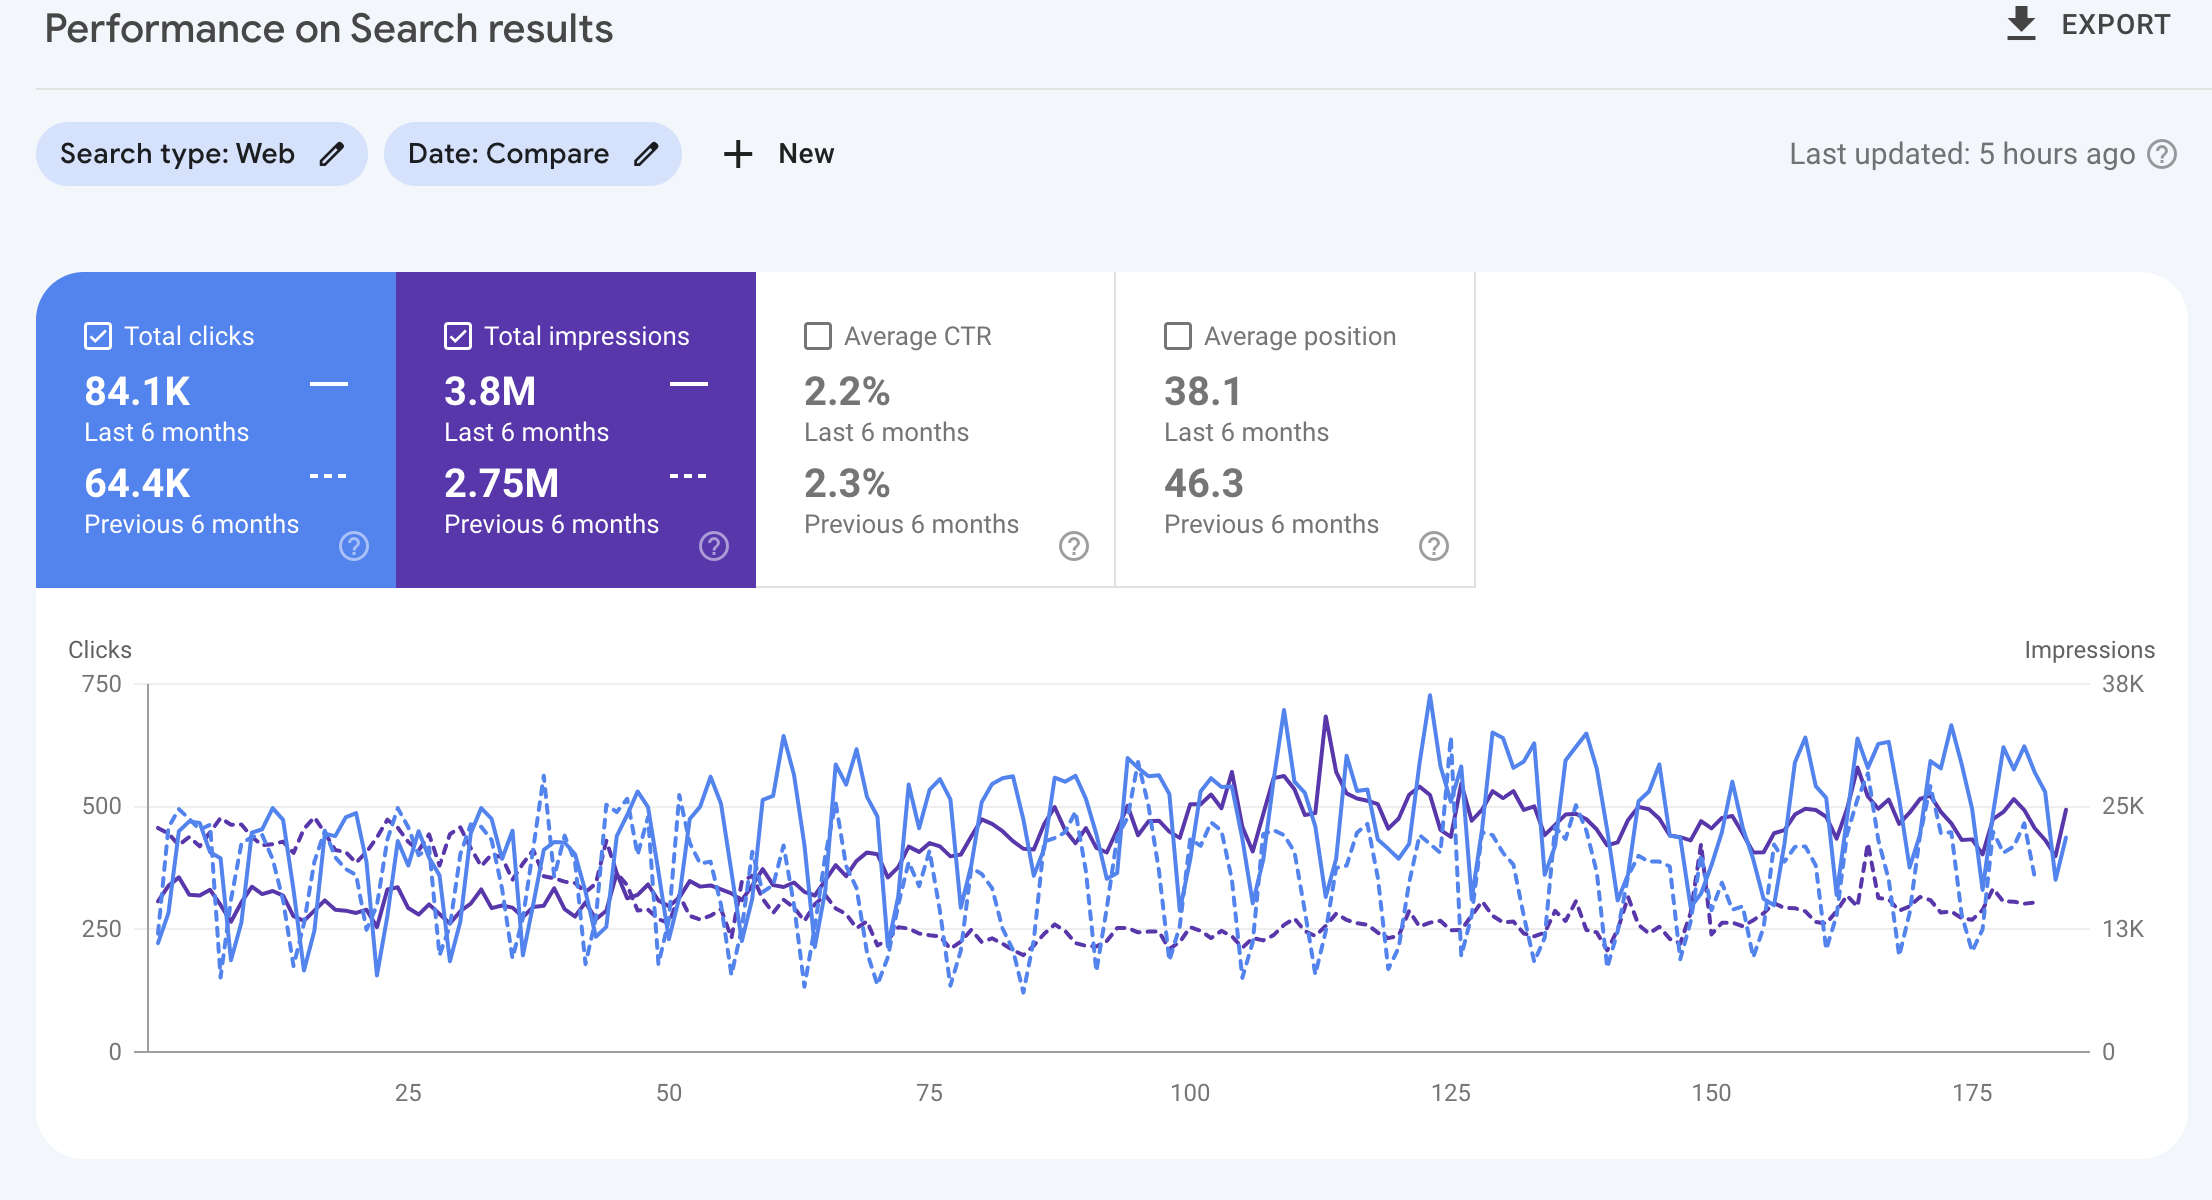 Performance on Search results
EXPORT
Search type: Web
Date: Compare
New
Last updated: 5 hours ago
Total clicks
84.1K
Last 6 months
64.4K
Previous 6 months
Total impressions
3.8M
Last 6 months
2.75M
Previous 6 months
Average CTR
2.2%
Last 6 months
2.3%
Previous 6 months
Average position
38.1
Last 6 months
46.3
Previous 6 months
Clicks
Impressions
750
38K
500
25K
250
13K
0
0
25 50 75 100 125 150 175